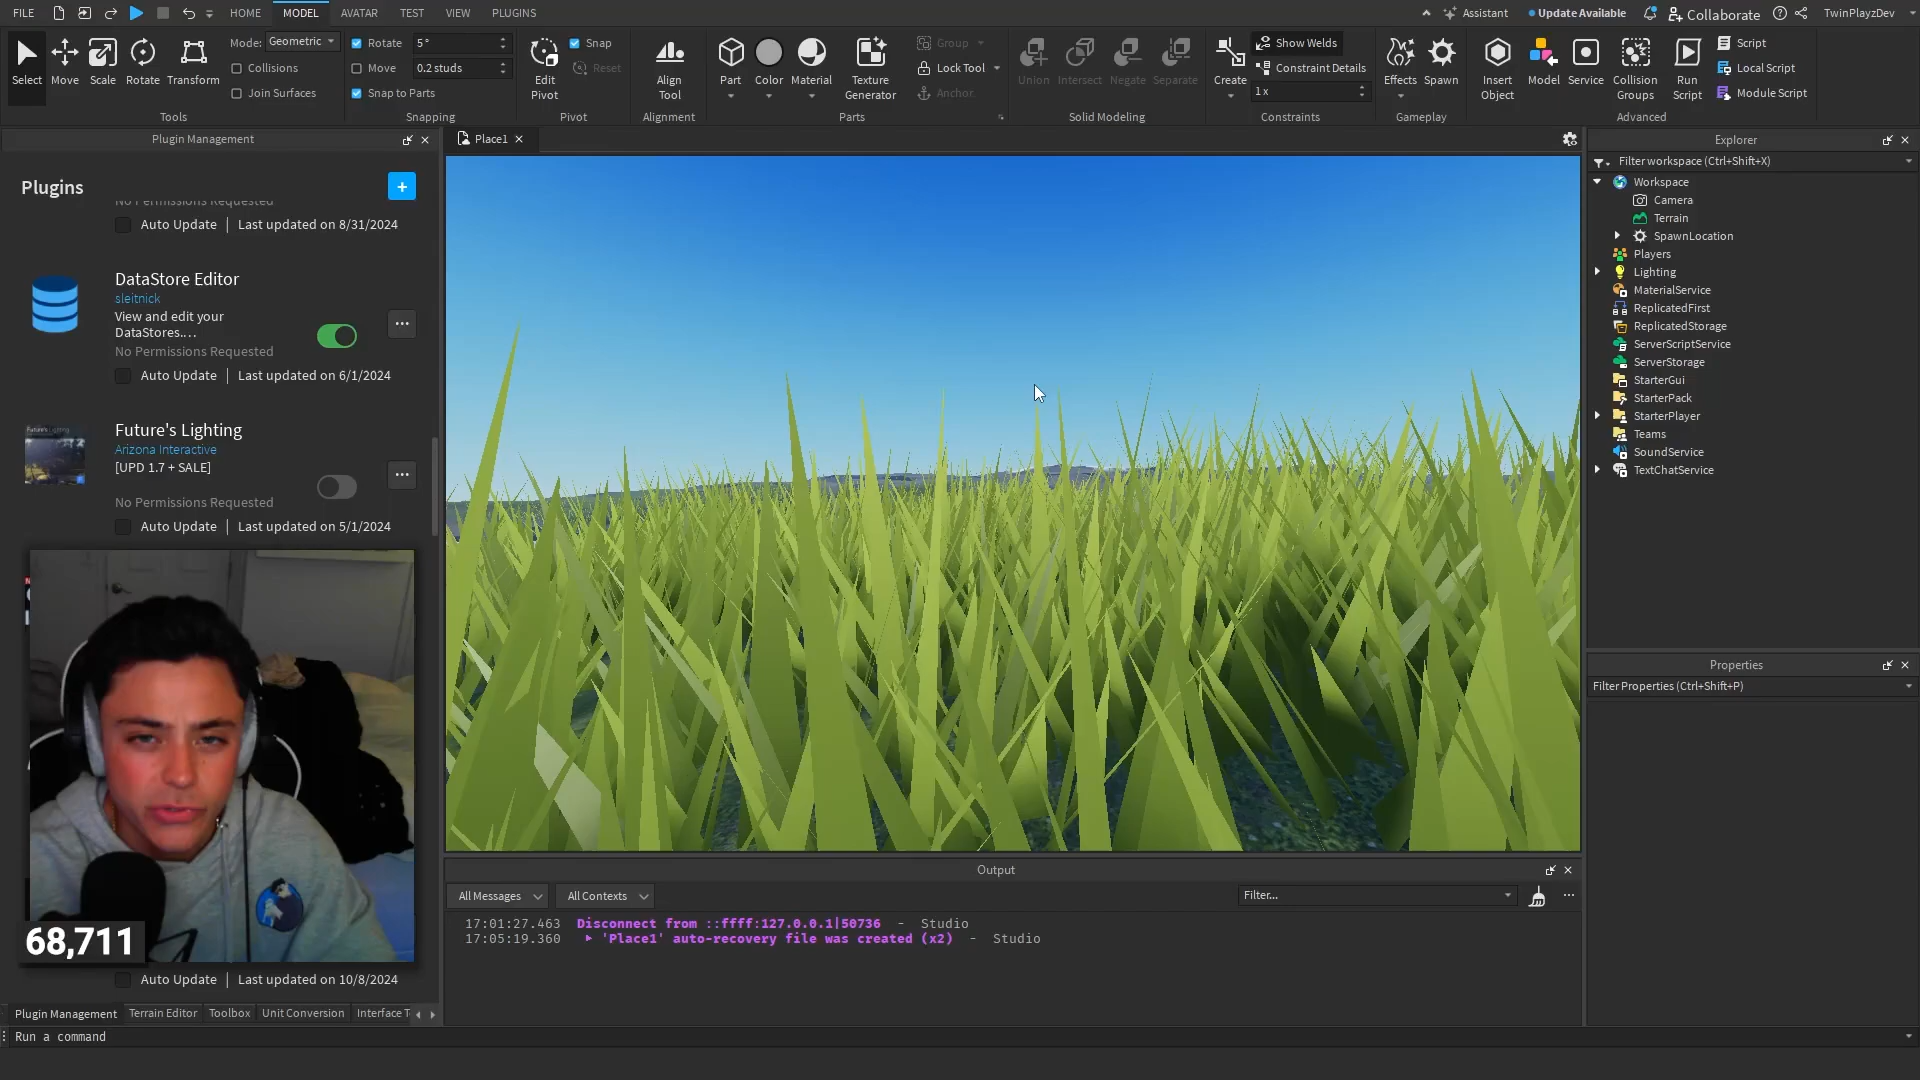 FILE
HOME
MODEL
AVATAR
TEST
VIEW
PLUGINS
Assistant
Update Available
Collaborate
TwinPlayzDev
Select
Move
Scale
Rotate
Transform
Mode:
Geometric
Collisions
Join Surfaces
Tools
Rotate
5 °
Move
0.2 studs
Snap to Parts
Snapping
Edit
Pivot
Snap
Reset
Pivot
Align
Tool
Alignment
Part
Color
Material
Texture
Generator
Group
Lock Tool
Anchor
Parts
Union
Intersect
Negate
Separate
Solid Modeling
Create
Show Welds
Constraint Details
1 x
Constraints
Effects
Spawn
Gameplay
Insert
Object
Model
Service
Collision
Groups
Run
Script
Script
Local Script
Module Script
Advanced
Plugin Management
Plugins
No Permissions Requested
Auto Update | Last updated on 8/31/2024
DataStore Editor
sleitnick
View and edit your
DataStores....
No Permissions Requested
Auto Update | Last updated on 6/1/2024
Future's Lighting
Future's Lighting
Arizona Interactive
[UPD 1.7 + SALE]
No Permissions Requested
Auto Update | Last updated on 5/1/2024
68,711
Auto Update | Last updated on 10/8/2024
Plugin Management
Terrain Editor
Toolbox
Unit Conversion
Interface T
Run a command
Place1
Output
All Messages
All Contexts
Filter...
17:01:27.463 Disconnect from ::ffff:127.0.0.1|50736 - Studio
17:05:19.360 'Place1' auto-recovery file was created (x2) - Studio
Explorer
Filter workspace (Ctrl+Shift+X)
Workspace
Camera
Terrain
SpawnLocation
Players
Lighting
MaterialService
ReplicatedFirst
ReplicatedStorage
ServerScriptService
ServerStorage
StarterGui
StarterPack
StarterPlayer
Teams
SoundService
TextChatService
Properties
Filter Properties (Ctrl+Shift+P)